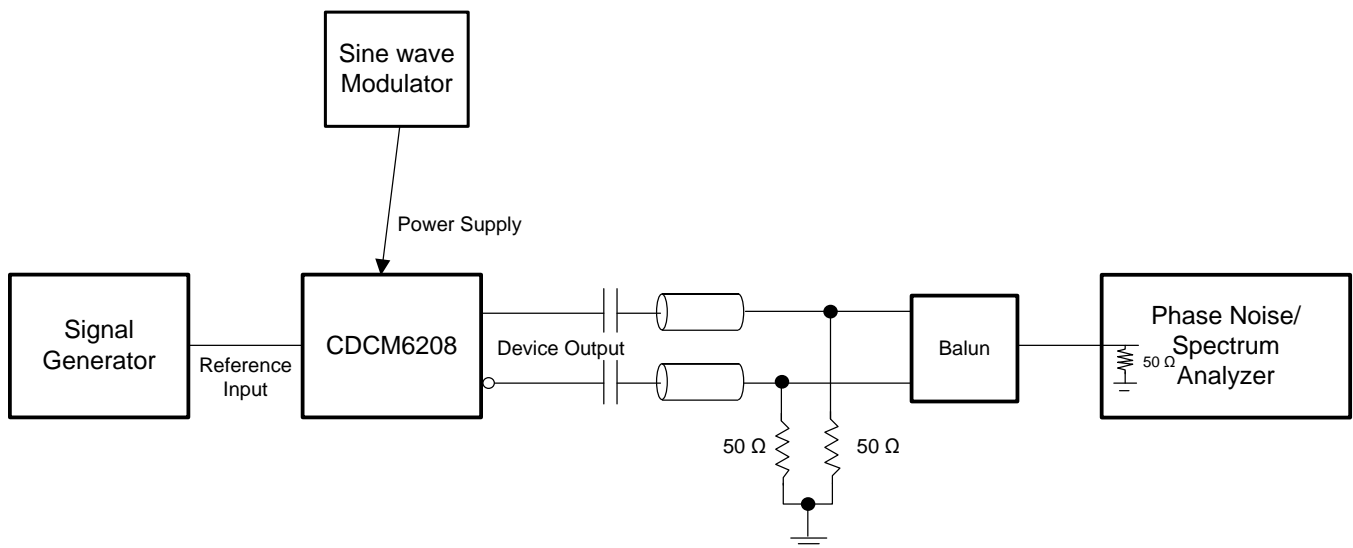 Sine wave
Modulator
Power Supply
Signal
Generator
Reference
Input
CDCM6208
Device Output
Balun
Phase Noise/
Spectrum
Analyzer
50 Ω
50 Ω
50 Ω